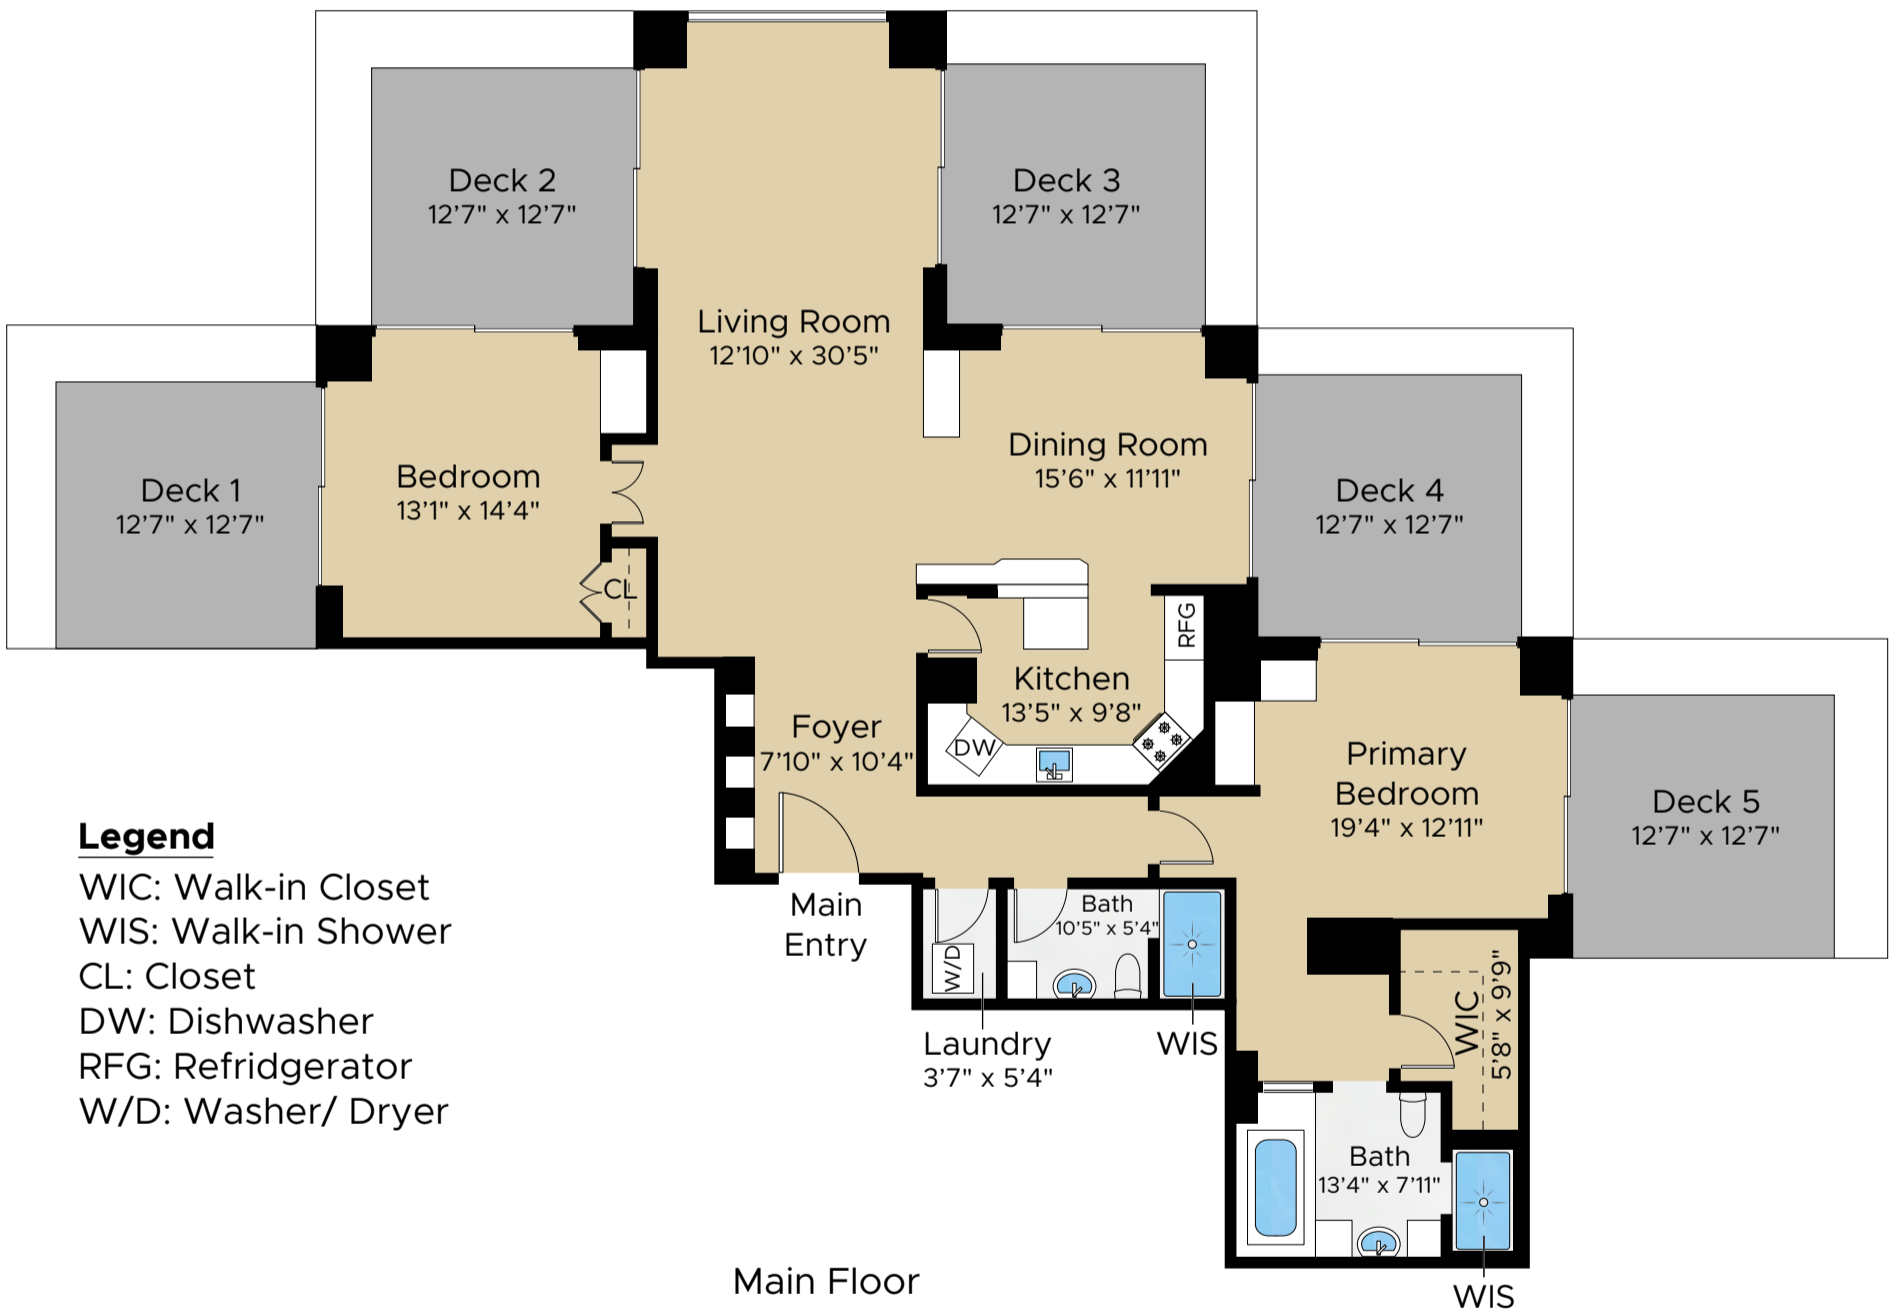 Deck 2
12’7" x 12’7"
Deck 3
12’7" x 12’7"
Living Room
12’10" x 30’5"
Dining Room
15’6" x 11’11"
Deck 1
12’7" x 12’7"
Bedroom
13’1" x 14’4"
CL
Deck 4
12’7" x 12’7"
RFG
Kitchen
13’5" x 9’8"
DW
Foyer
7’10" x 10’4"
Primary
Bedroom
19’4" x 12’11"
Deck 5
12’7" x 12’7"
Main
Entry
Bath
10’5" x 5’4"
W/D
Laundry
3’7" x 5’4"
WIS
WIC
5’8" x 9’9"
Bath
13’4" x 7’11"
WIS
Legend
WIC: Walk-in Closet
WIS: Walk-in Shower
CL: Closet
DW: Dishwasher
RFG: Refridgerator
W/D: Washer/ Dryer
Main Floor